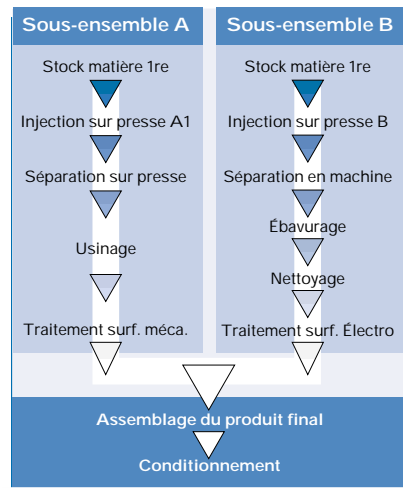 Sous-ensemble A
Stock matière 1re
Injection sur presse A1
Séparation sur presse
Usinage
Traitement surf. méca.
Sous-ensemble B
Stock matière 1re
Injection sur presse B
Séparation en machine
Ébavurage
Nettoyage
Traitement surf. Électro
Assemblage du produit final
Conditionnement